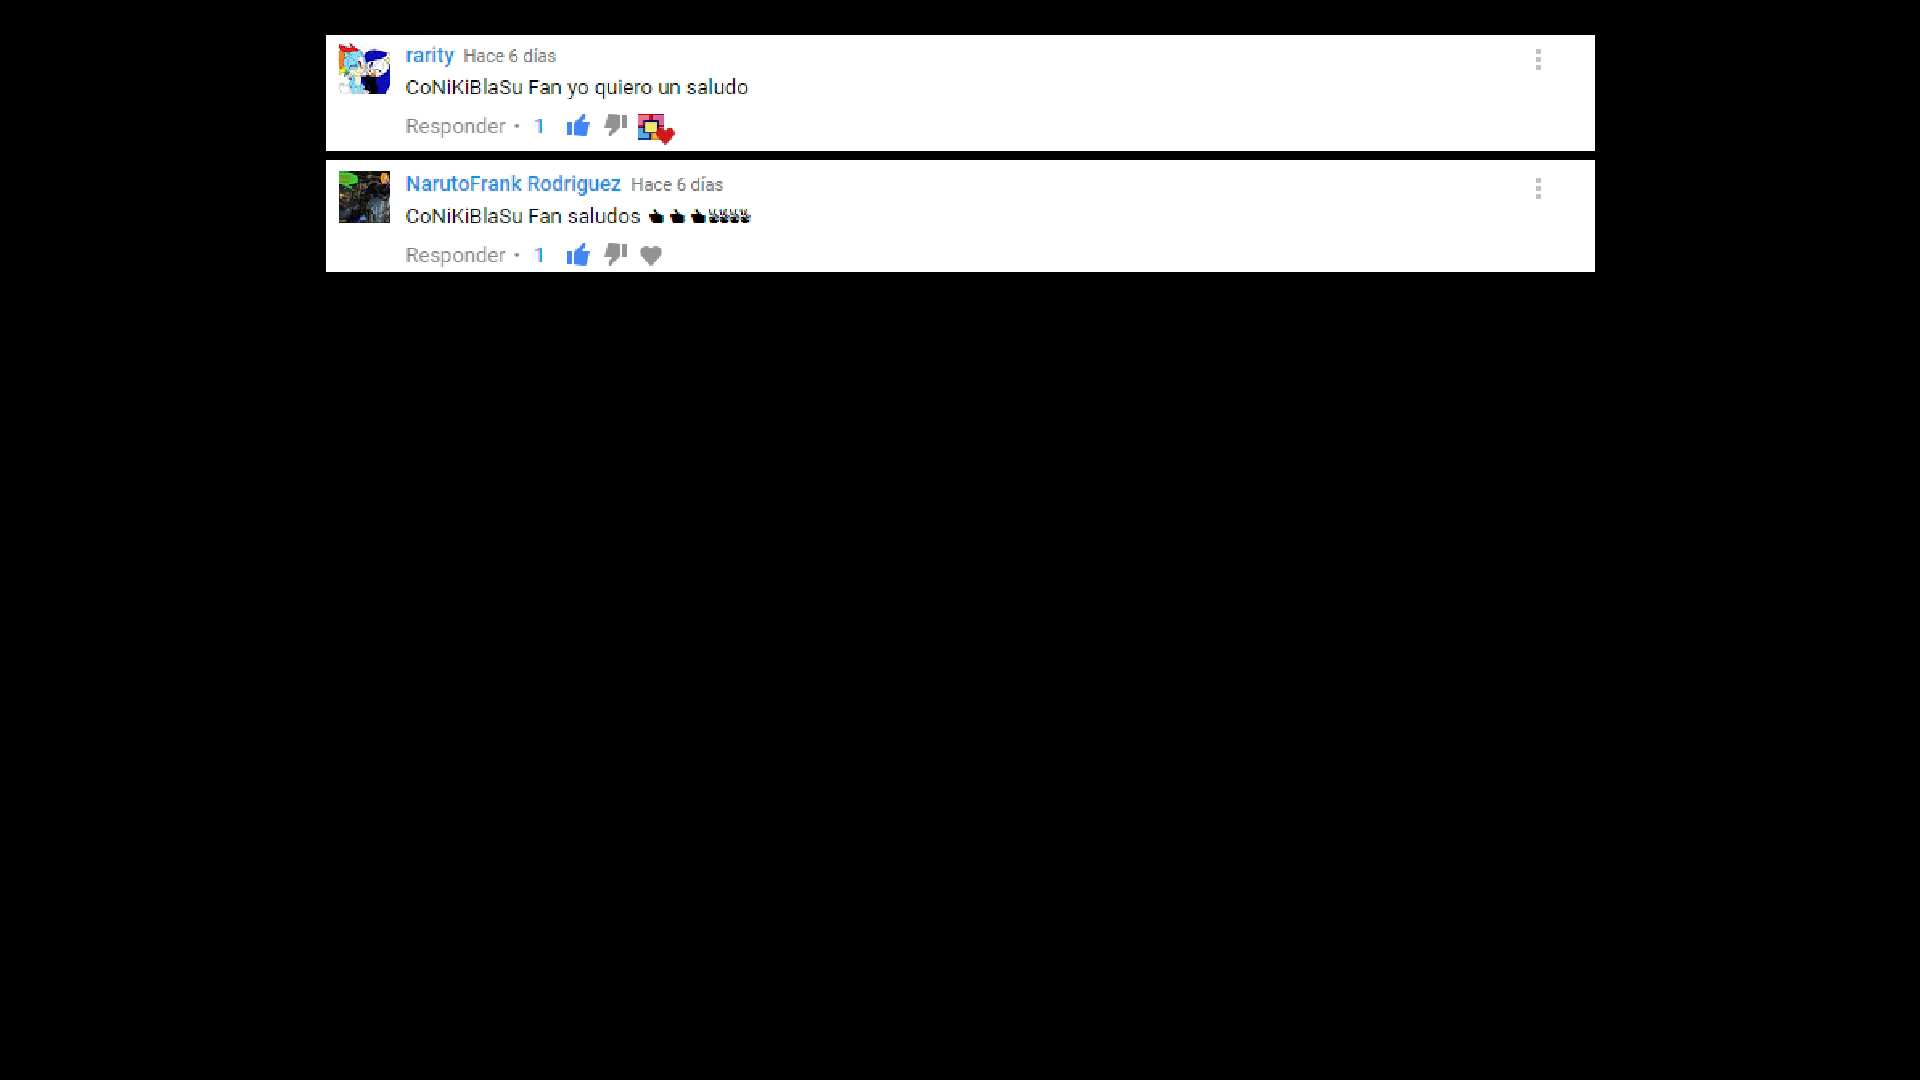 rarity Hace 6 días
CoNiKiBlaSu Fan yo quiero un saludo
Responder • 1
NarutoFrank Rodriguez Hace 6 días
CoNiKiBlaSu Fan saludos
Responder • 1